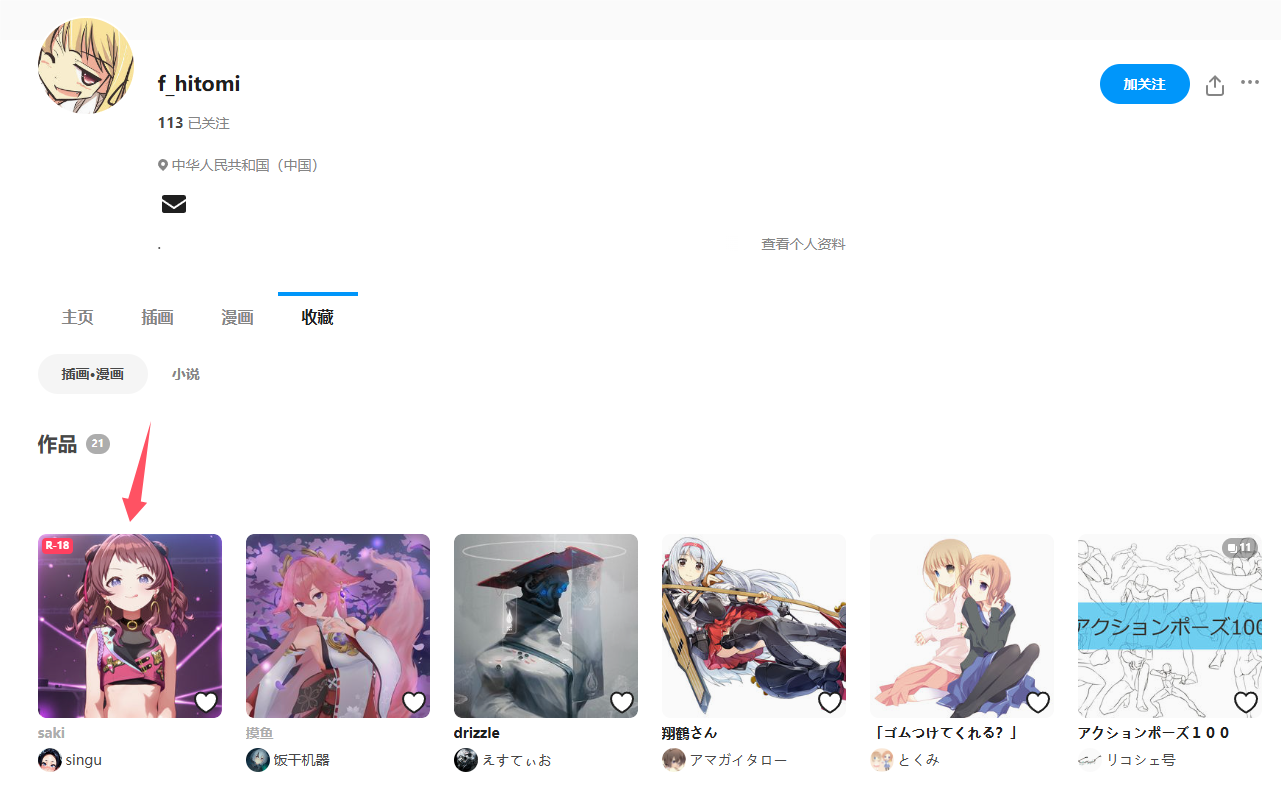 f_hitomi
加关注
113 已关注
中华人民共和国（中国）
.
查看个人资料
主页 插画 漫画 收藏
插画•漫画 小说
作品 21
R-18
11
アクションポーズ100
saki 摸鱼 drizzle 翔鶴さん 「ゴムつけてくれる？」 アクションポーズ１００
singu 饭干机器 えすてぃお アマガイタロー とくみ リコシェ号